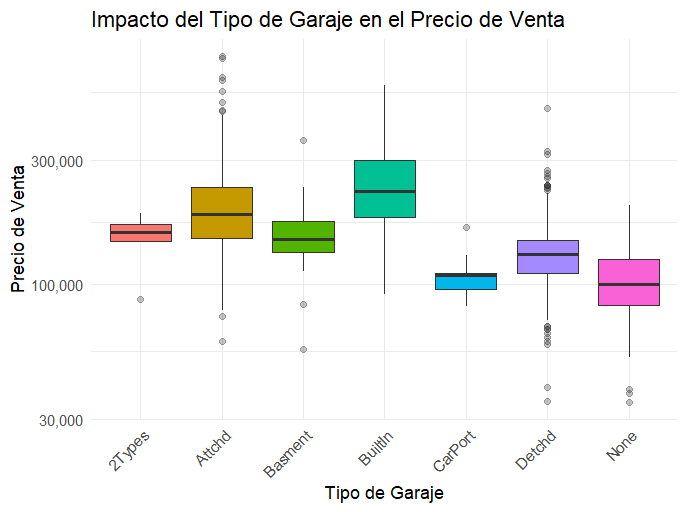 Impacto del Tipo de Garaje en el Precio de Venta
Precio de Venta
300,000
100,000
30,000
2Types
Attchd
Basment
BuiltIn
CarPort
Detchd
None
Tipo de Garaje